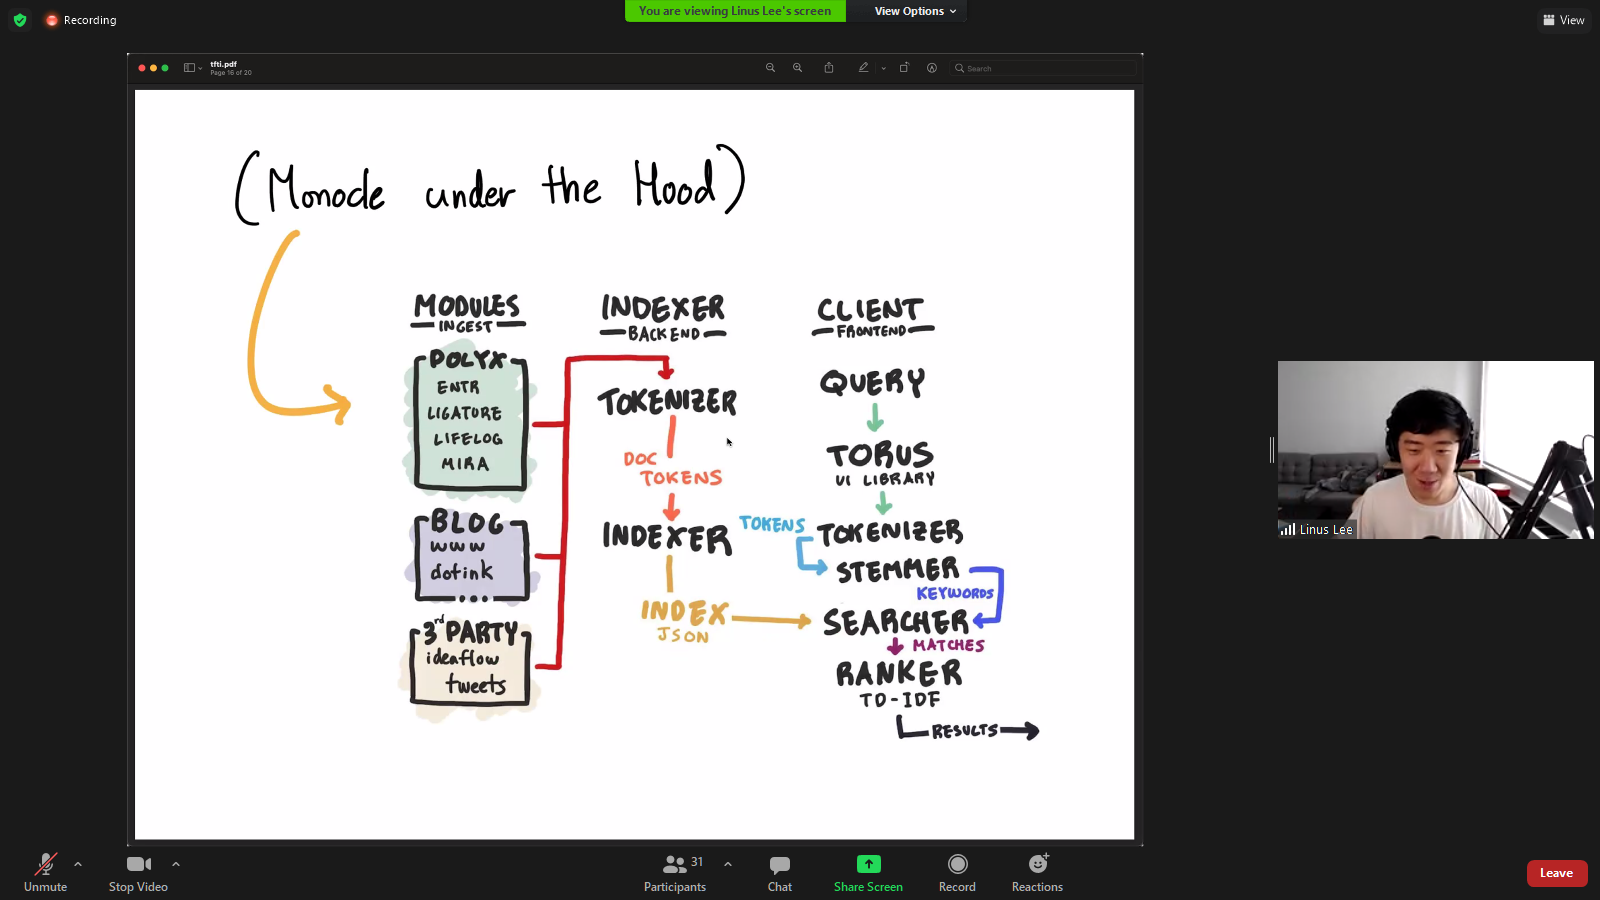 Recording
You are viewing Linus Lee's screen
View Options
View
tfti.pdf
Page 16 of 20
Search
(Monocle under the Hood)
MODULES
INGEST
POLYX
ENTR
LIGATURE
LIFELOG
MIRA
BLOG
www
dotink
...
3rd PARTY
ideaflow
tweets
INDEXER
BACKEND
TOKENIZER
DOC
TOKENS
INDEXER
INDEX
JSON
CLIENT
FRONTEND
QUERY
TORUS
UI LIBRARY
TOKENS
TOKENIZER
STEMMER
KEYWORDS
SEARCHER
MATCHES
RANKER
TD-IDF
RESULTS
Linus Lee
Unmute
Stop Video
Participants
31
Chat
Share Screen
Record
Reactions
Leave